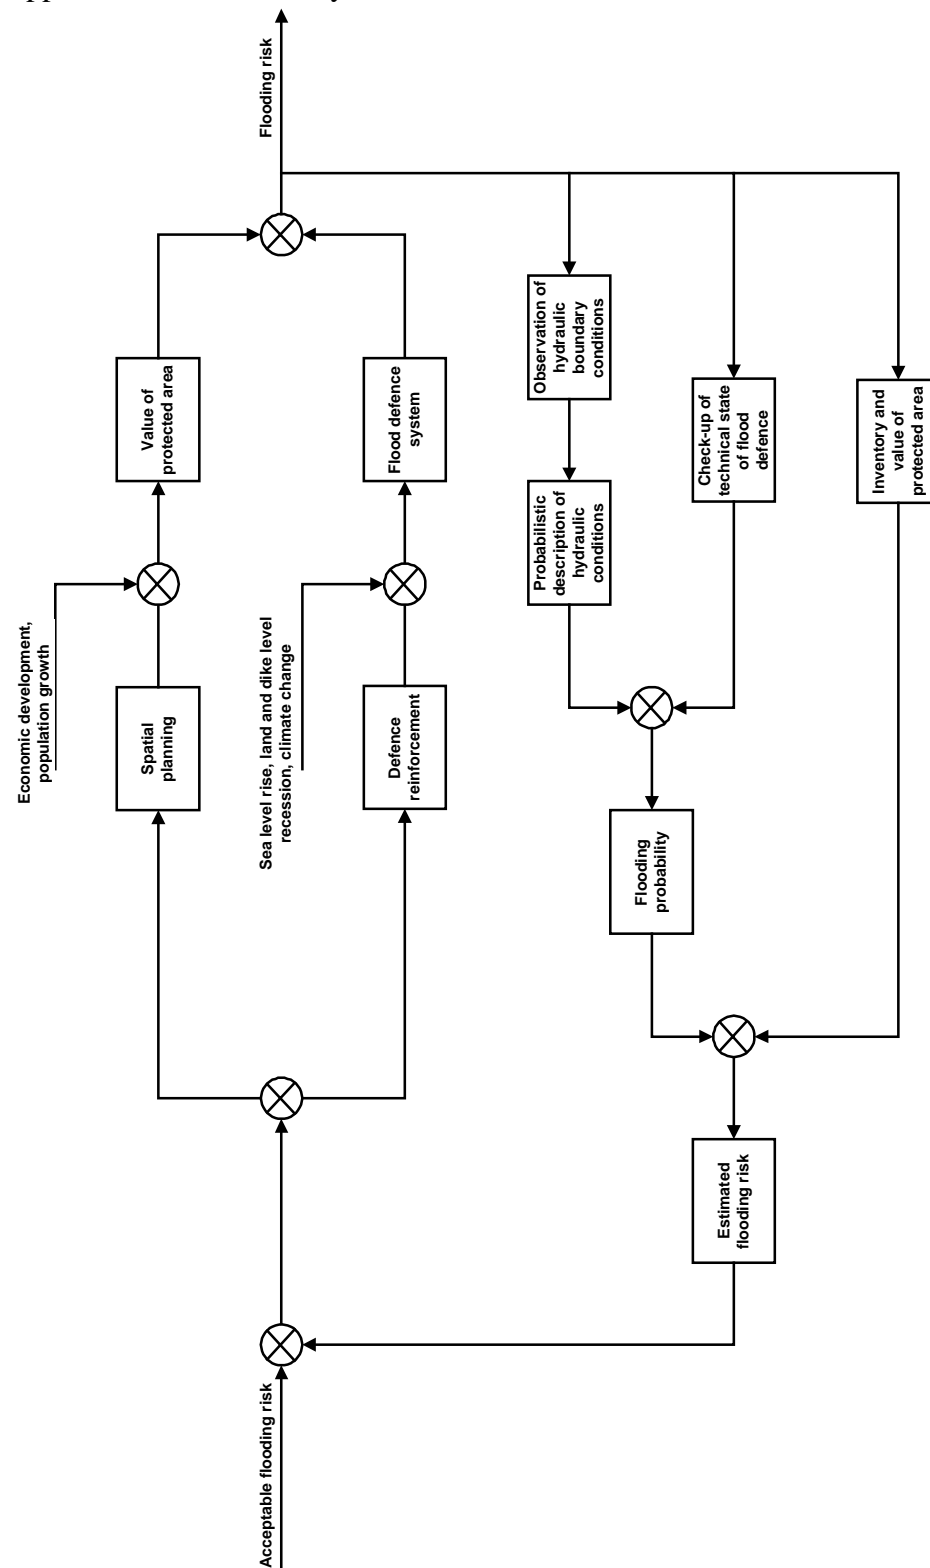 Economic development,
population growth
Spatial
planning
Value of
protected area
Acceptable flooding risk
Sea level rise, land and dike level
recession, climate change
Flooding risk
Defence
reinforcement
Flood defence
system
Probabilistic
description of
hydraulic
conditions
Observation of
hydraulic
boundary
conditions
Flooding
probability
Estimated
flooding risk
Check-up of
technical state
of flood
defence
Inventory and
value of
protected area